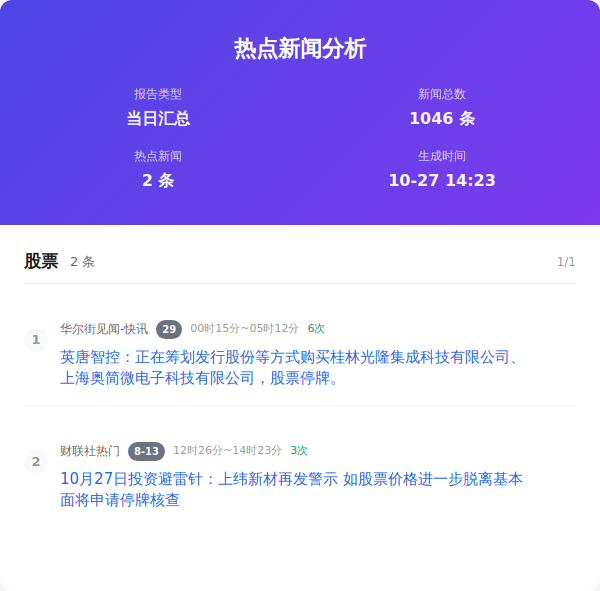 热点新闻分析
报告类型
新闻总数
当日汇总
1046 条
热点新闻
生成时间
2 条
10-27 14:23
股票 2 条
1/1
1
华尔街见闻-快讯 29 00时15分~05时12分 6次
英唐智控：正在筹划发行股份等方式购买桂林光隆集成科技有限公司、
上海奥简微电子科技有限公司，股票停牌。
2
财联社热门 8-13 12时26分~14时23分 3次
10月27日投资避雷针：上纬新材再发警示 如股票价格进一步脱离基本
面将申请停牌核查